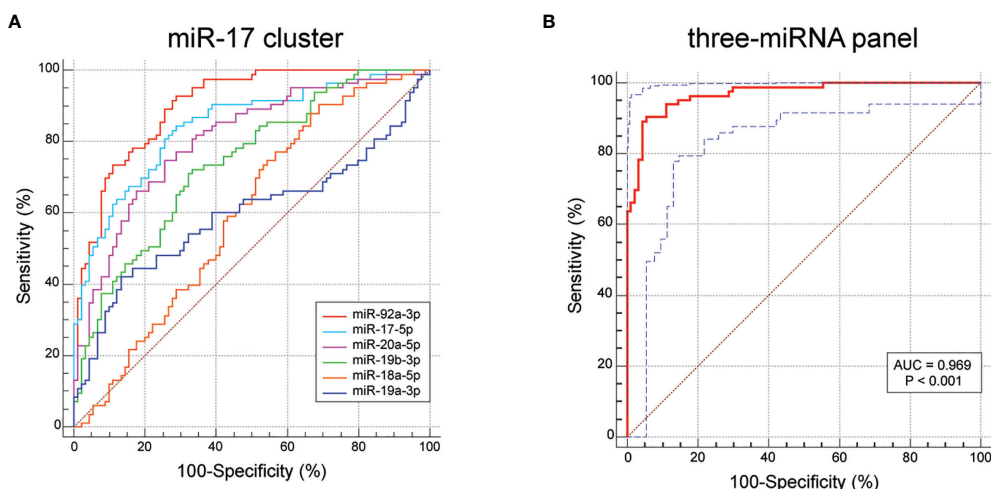 A
miR-17 cluster
100
80
60
40
20
0
Sensitivity (%)
miR-92a-3p
miR-17-5p
miR-20a-5p
miR-19b-3p
miR-18a-5p
miR-19a-3p
0 20 40 60 80 100
100-Specificity (%)
B
three-miRNA panel
100
80
60
40
20
0
Sensitivity (%)
AUC = 0.969
P < 0.001
0 20 40 60 80 100
100-Specificity (%)